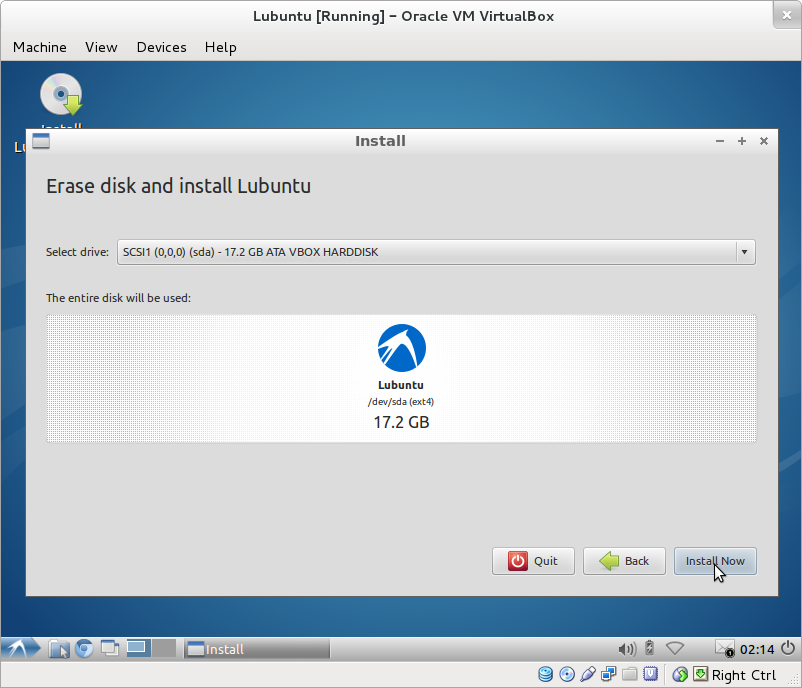 Lubuntu [Running] – Oracle VM VirtualBox
Machine View Devices Help
Install
Erase disk and install Lubuntu
Select drive: SCSI1 (0,0,0) (sda) - 17.2 GB ATA VBOX HARDDISK
The entire disk will be used:
Lubuntu
/dev/sda (ext4)
17.2 GB
Quit Back Install Now
Install 02:14
Right Ctrl